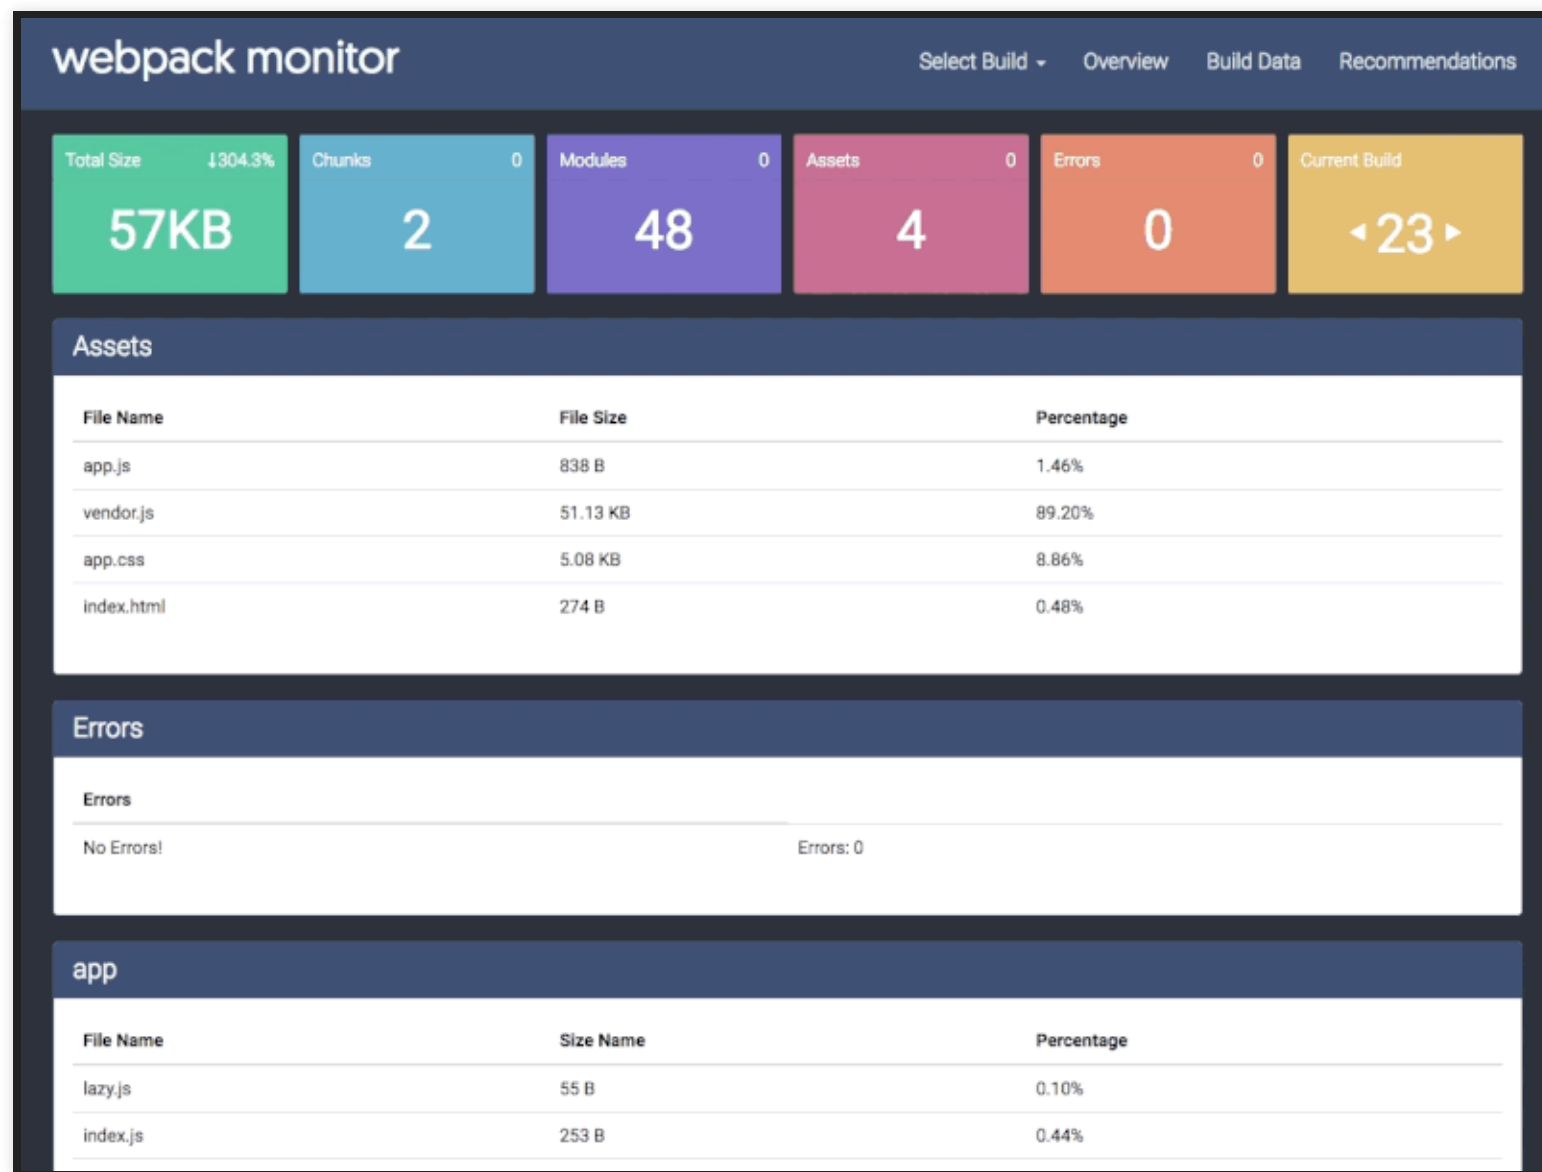 webpack monitor Select Build Overview Build Data Recommendations
Total Size ↓304.3% Chunks 0 Modules 0 Assets 0 Errors 0 Current Build
57KB 2 48 4 0 23
Assets
File Name File Size Percentage
app.js 838 B 1.46%
vendor.js 51.13 KB 89.20%
app.css 5.08 KB 8.86%
index.html 274 B 0.48%
Errors
Errors
No Errors! Errors: 0
app
File Name Size Name Percentage
lazy.js 55 B 0.10%
index.js 253 B 0.44%